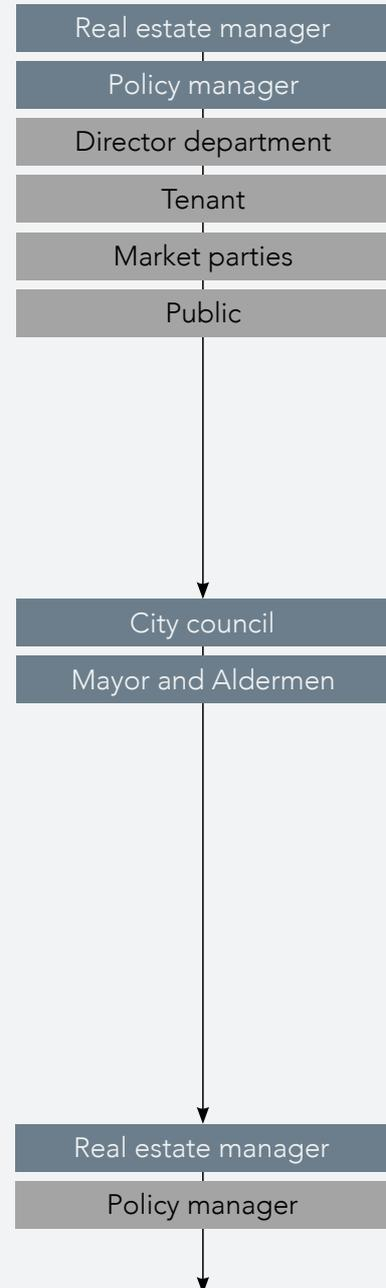 Real estate manager
Policy manager
Director department
Tenant
Market parties
Public
City council
Mayor and Aldermen
Real estate manager
Policy manager